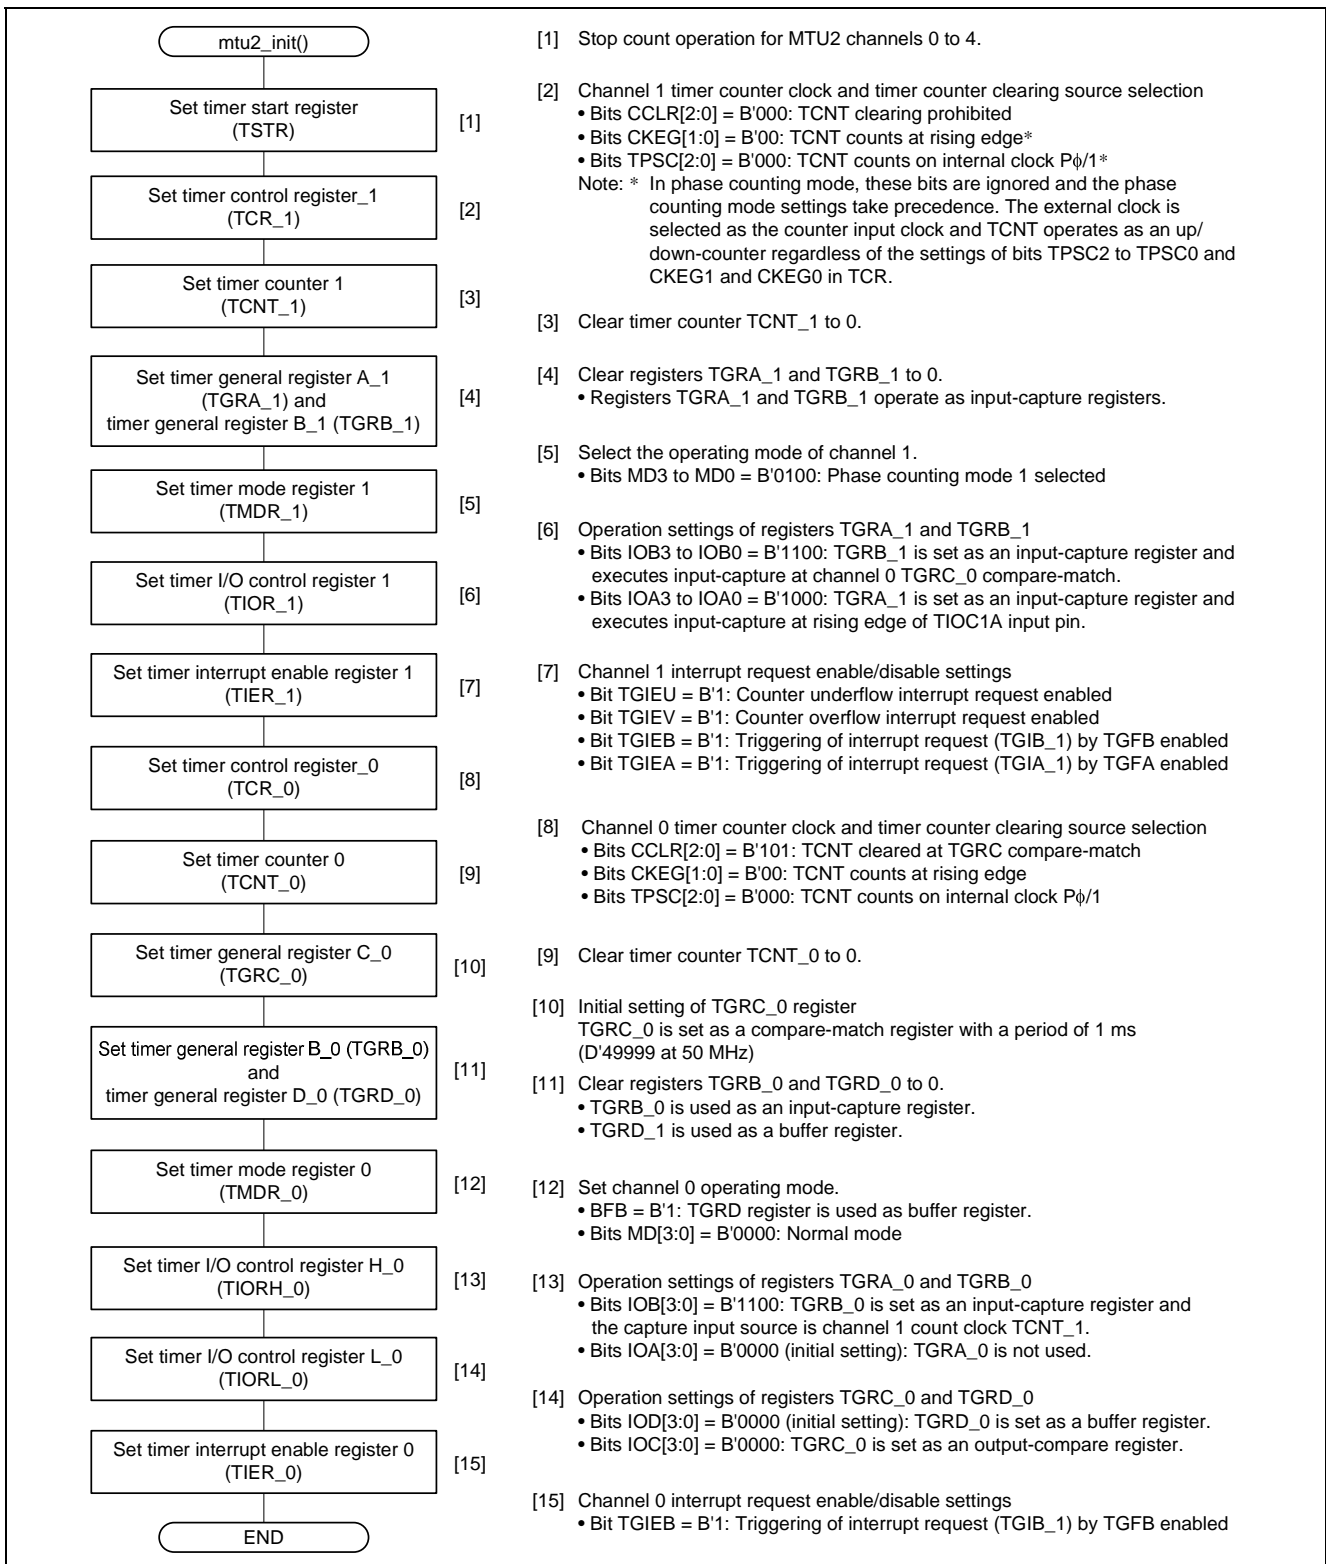 mtu2_init()
Set timer start register
(TSTR)
[1]
Set timer control register_1
(TCR_1)
[2]
Set timer counter 1
(TCNT_1)
[3]
Set timer general register A_1
(TGRA_1) and
timer general register B_1 (TGRB_1)
[4]
Set timer mode register 1
(TMDR_1)
[5]
Set timer I/O control register 1
(TIOR_1)
[6]
Set timer interrupt enable register 1
(TIER_1)
[7]
Set timer control register_0
(TCR_0)
[8]
Set timer counter 0
(TCNT_0)
[9]
Set timer general register C_0
(TGRC_0)
[10]
Set timer general register B_0 (TGRB_0)
and
timer general register D_0 (TGRD_0)
[11]
Set timer mode register 0
(TMDR_0)
[12]
Set timer I/O control register H_0
(TIORH_0)
[13]
Set timer I/O control register L_0
(TIORL_0)
[14]
Set timer interrupt enable register 0
(TIER_0)
[15]
END
[1] Stop count operation for MTU2 channels 0 to 4.
[2] Channel 1 timer counter clock and timer counter clearing source selection
• Bits CCLR[2:0] = B'000: TCNT clearing prohibited
• Bits CKEG[1:0] = B'00: TCNT counts at rising edge*
• Bits TPSC[2:0] = B'000: TCNT counts on internal clock Pϕ/1*
Note: * In phase counting mode, these bits are ignored and the phase
counting mode settings take precedence. The external clock is
selected as the counter input clock and TCNT operates as an up/
down-counter regardless of the settings of bits TPSC2 to TPSC0 and
CKEG1 and CKEG0 in TCR.
[3] Clear timer counter TCNT_1 to 0.
[4] Clear registers TGRA_1 and TGRB_1 to 0.
• Registers TGRA_1 and TGRB_1 operate as input-capture registers.
[5] Select the operating mode of channel 1.
• Bits MD3 to MD0 = B'0100: Phase counting mode 1 selected
[6] Operation settings of registers TGRA_1 and TGRB_1
• Bits IOB3 to IOB0 = B'1100: TGRB_1 is set as an input-capture register and
executes input-capture at channel 0 TGRC_0 compare-match.
• Bits IOA3 to IOA0 = B'1000: TGRA_1 is set as an input-capture register and
executes input-capture at rising edge of TIOC1A input pin.
[7] Channel 1 interrupt request enable/disable settings
• Bit TGIEU = B'1: Counter underflow interrupt request enabled
• Bit TGIEV = B'1: Counter overflow interrupt request enabled
• Bit TGIEB = B'1: Triggering of interrupt request (TGIB_1) by TGFB enabled
• Bit TGIEA = B'1: Triggering of interrupt request (TGIA_1) by TGFA enabled
[8] Channel 0 timer counter clock and timer counter clearing source selection
• Bits CCLR[2:0] = B'101: TCNT cleared at TGRC compare-match
• Bits CKEG[1:0] = B'00: TCNT counts at rising edge
• Bits TPSC[2:0] = B'000: TCNT counts on internal clock Pϕ/1
[9] Clear timer counter TCNT_0 to 0.
[10] Initial setting of TGRC_0 register
TGRC_0 is set as a compare-match register with a period of 1 ms
(D'49999 at 50 MHz)
[11] Clear registers TGRB_0 and TGRD_0 to 0.
• TGRB_0 is used as an input-capture register.
• TGRD_1 is used as a buffer register.
[12] Set channel 0 operating mode.
• BFB = B'1: TGRD register is used as buffer register.
• Bits MD[3:0] = B'0000: Normal mode
[13] Operation settings of registers TGRA_0 and TGRB_0
• Bits IOB[3:0] = B'1100: TGRB_0 is set as an input-capture register and
the capture input source is channel 1 count clock TCNT_1.
• Bits IOA[3:0] = B'0000 (initial setting): TGRA_0 is not used.
[14] Operation settings of registers TGRC_0 and TGRD_0
• Bits IOD[3:0] = B'0000 (initial setting): TGRD_0 is set as a buffer register.
• Bits IOC[3:0] = B'0000: TGRC_0 is set as an output-compare register.
[15] Channel 0 interrupt request enable/disable settings
• Bit TGIEB = B'1: Triggering of interrupt request (TGIB_1) by TGFB enabled